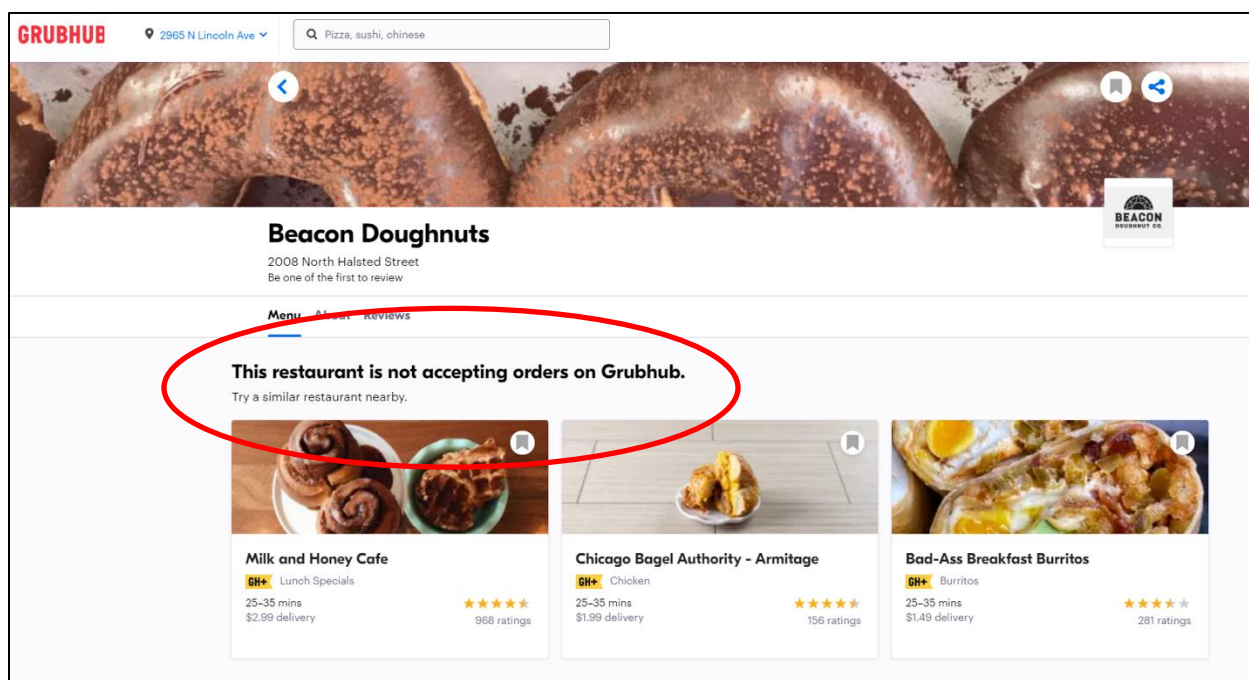 GRUBHUB
2965 N Lincoln Ave
Pizza, sushi, chinese
BEACON
DOUGHNUT CO.
Beacon Doughnuts
2008 North Halsted Street
Be one of the first to review
Menu About Reviews
This restaurant is not accepting orders on Grubhub.
Try a similar restaurant nearby.
Milk and Honey Cafe
GH+ Lunch Specials
25–35 mins
$2.99 delivery
968 ratings
Chicago Bagel Authority - Armitage
GH+ Chicken
25–35 mins
$1.99 delivery
156 ratings
Bad-Ass Breakfast Burritos
GH+ Burritos
25–35 mins
$1.49 delivery
281 ratings